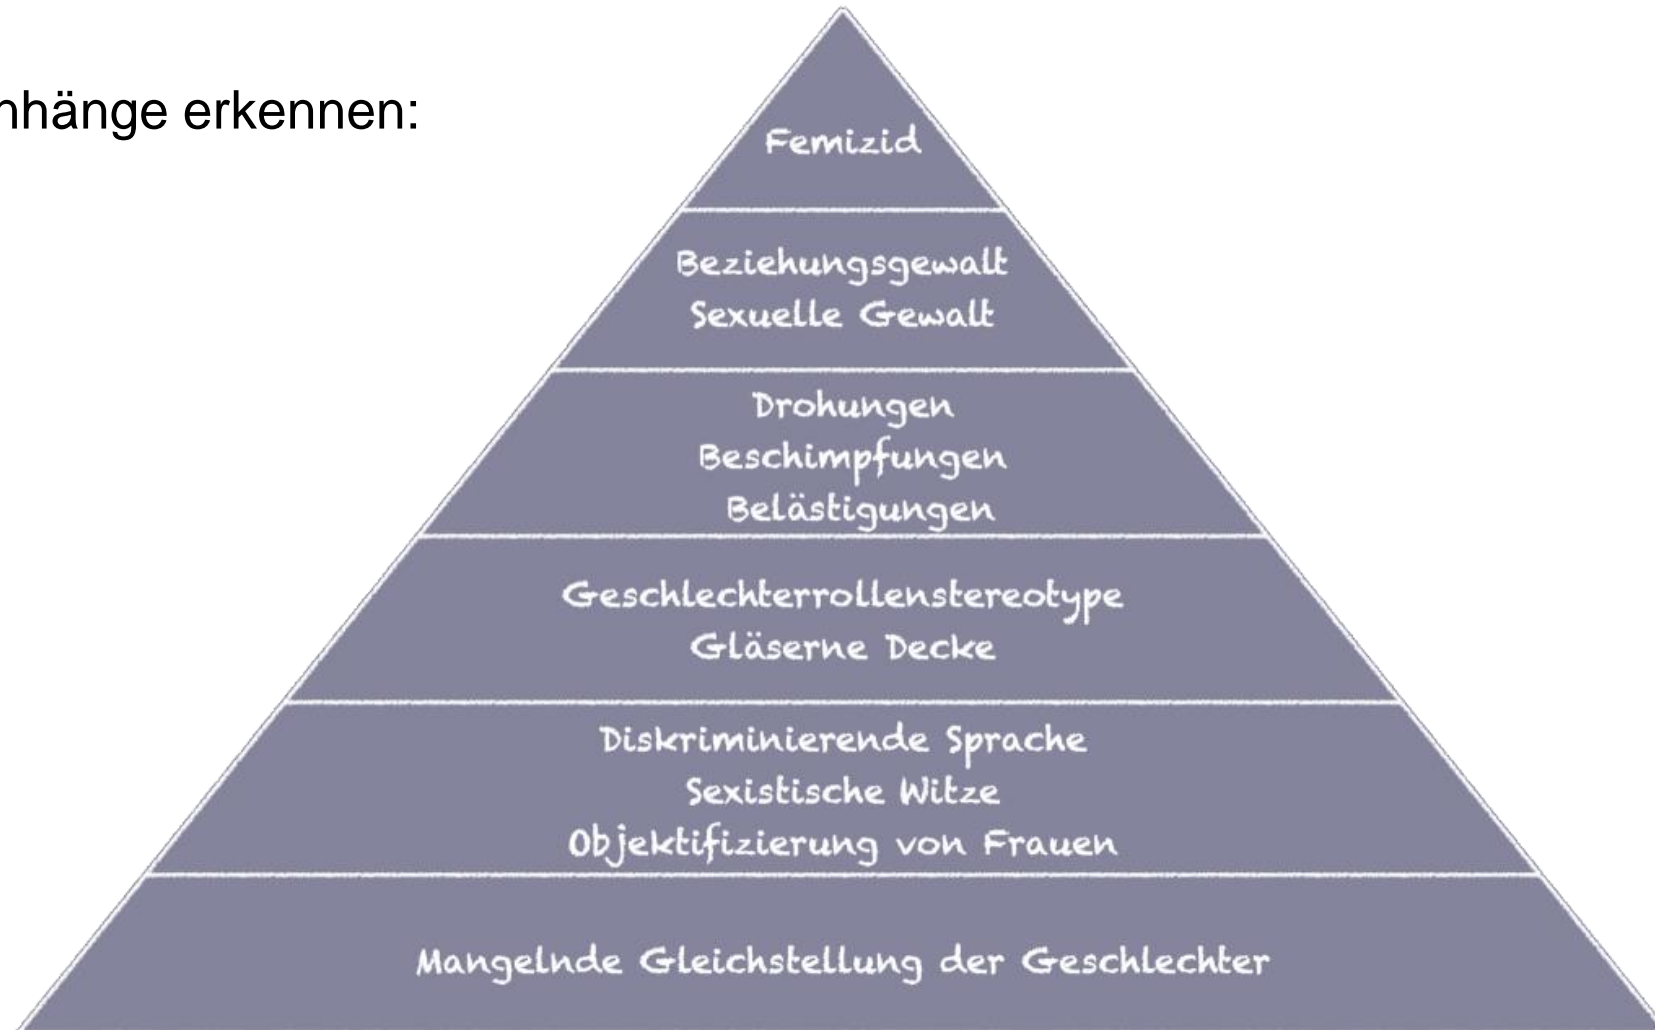 nhänge erkennen:
Femizid
Beziehungsgewalt
Sexuelle Gewalt
Drohungen
Beschimpfungen
Belästigungen
Geschlechterrollenstereotype
Gläserne Decke
Diskriminierende Sprache
Sexistische Witze
Objektifizierung von Frauen
Mangelnde Gleichstellung der Geschlechter